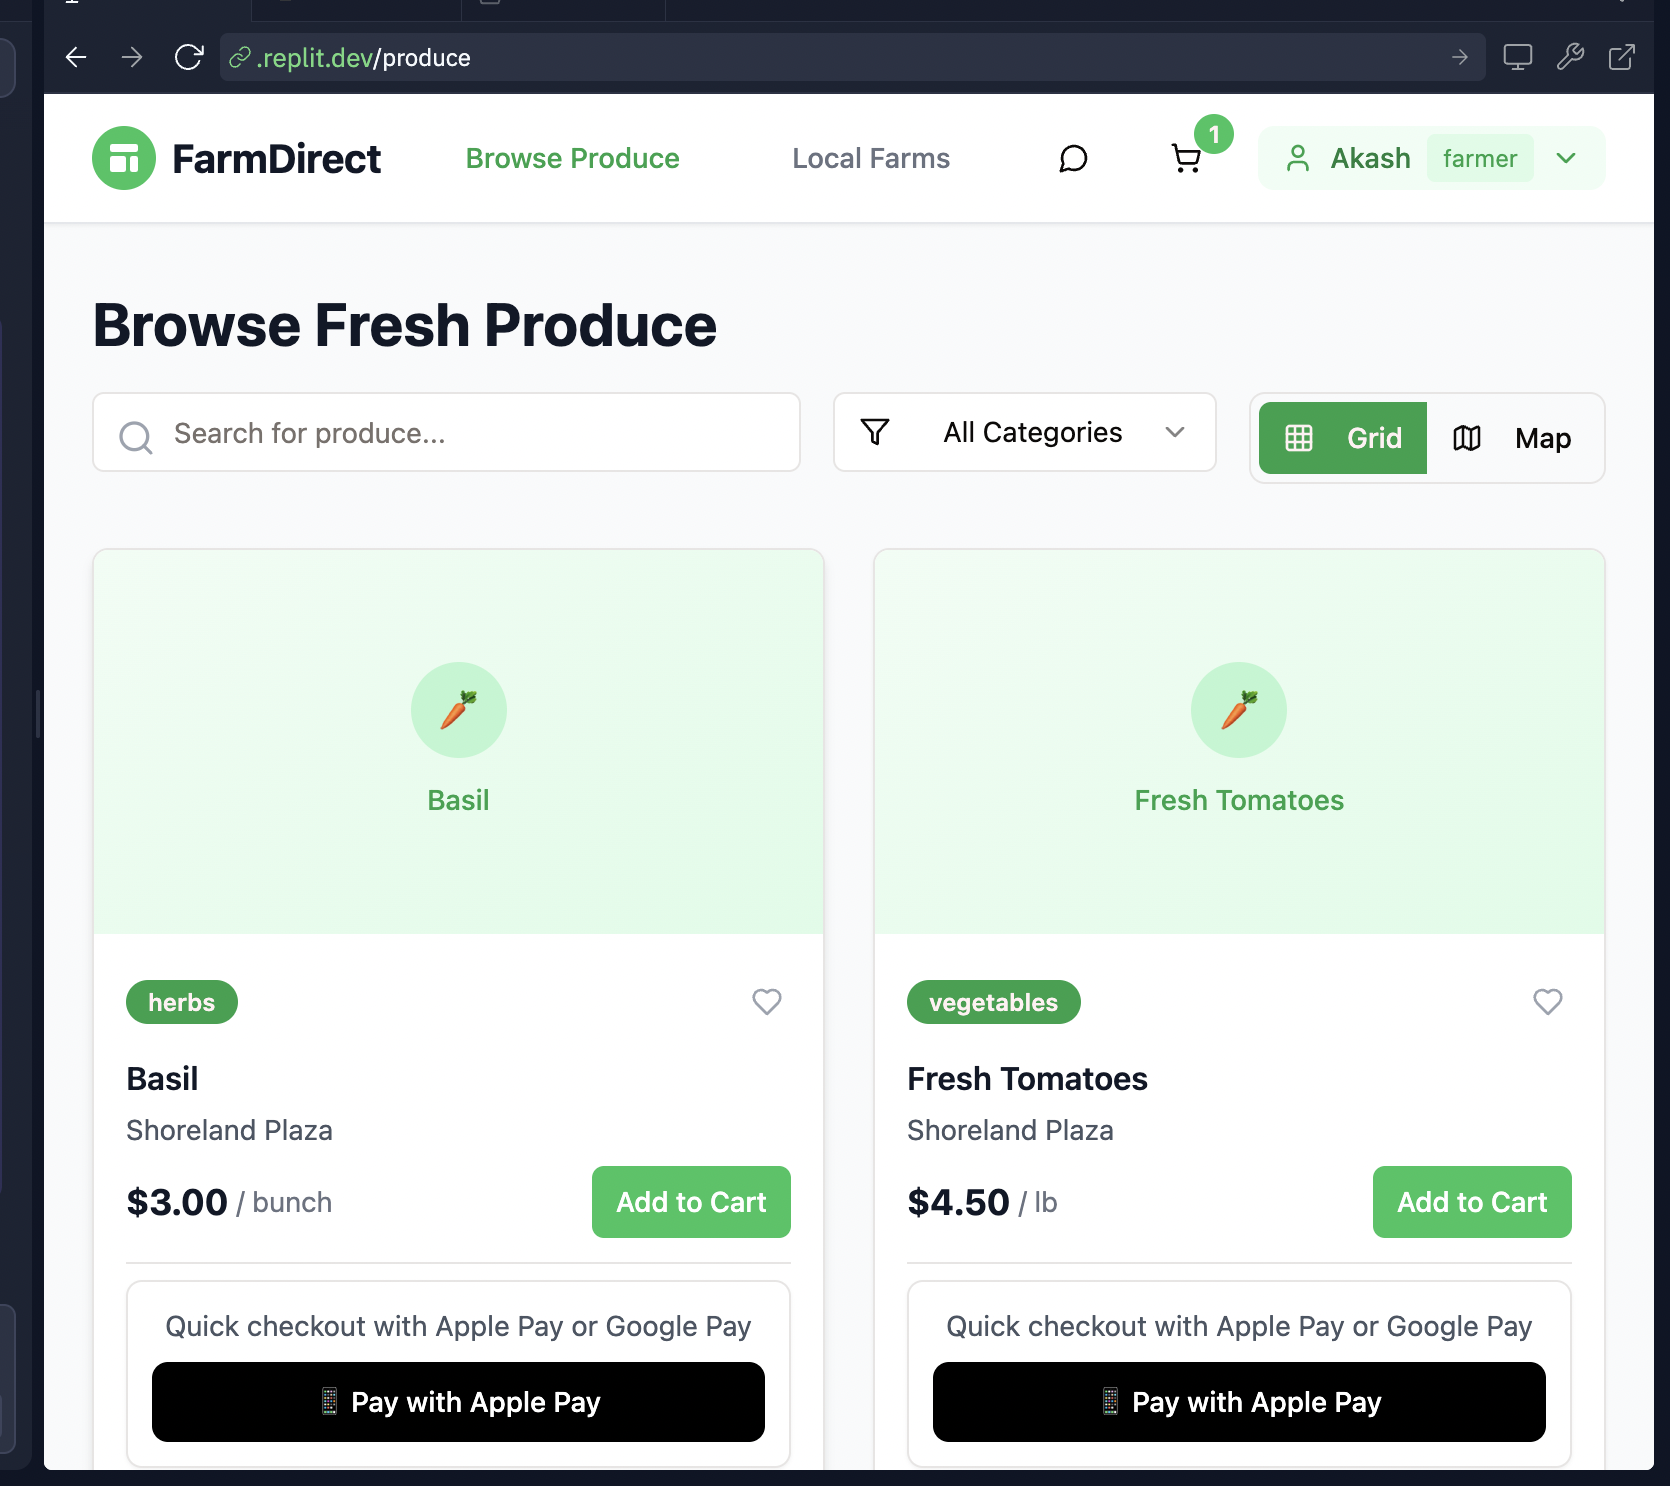 .replit.dev/produce
FarmDirect
Browse Produce
Local Farms
1
Akash
farmer
Browse Fresh Produce
Search for produce...
All Categories
Grid
Map
Basil
Fresh Tomatoes
herbs
vegetables
Basil
Fresh Tomatoes
Shoreland Plaza
Shoreland Plaza
$3.00 / bunch
Add to Cart
$4.50 / lb
Add to Cart
Quick checkout with Apple Pay or Google Pay
Quick checkout with Apple Pay or Google Pay
Pay with Apple Pay
Pay with Apple Pay